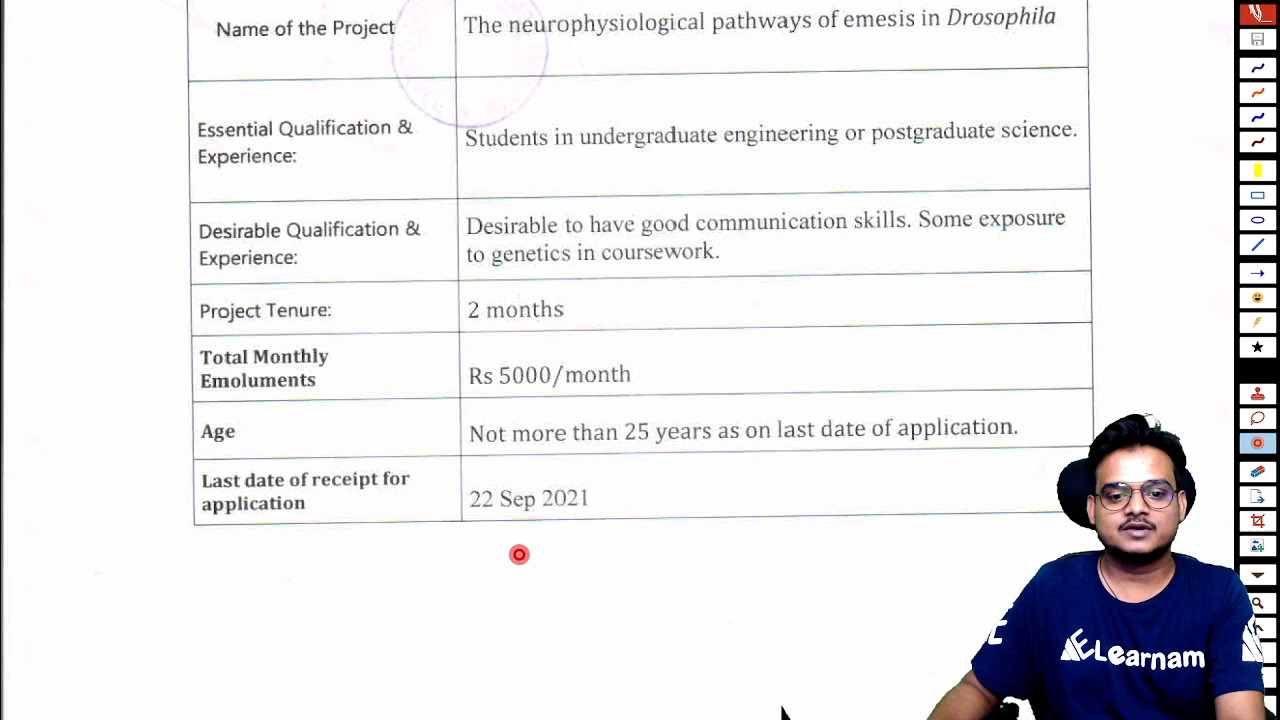 Name of the Project
The neurophysiological pathways of emesis in Drosophila
Essential Qualification &
Experience:
Students in undergraduate engineering or postgraduate science.
Desirable Qualification &
Experience:
Desirable to have good communication skills. Some exposure
to genetics in coursework.
Project Tenure:
2 months
Total Monthly
Emoluments
Rs 5000/month
Age
Not more than 25 years as on last date of application.
Last date of receipt for
application
22 Sep 2021
ELearnam